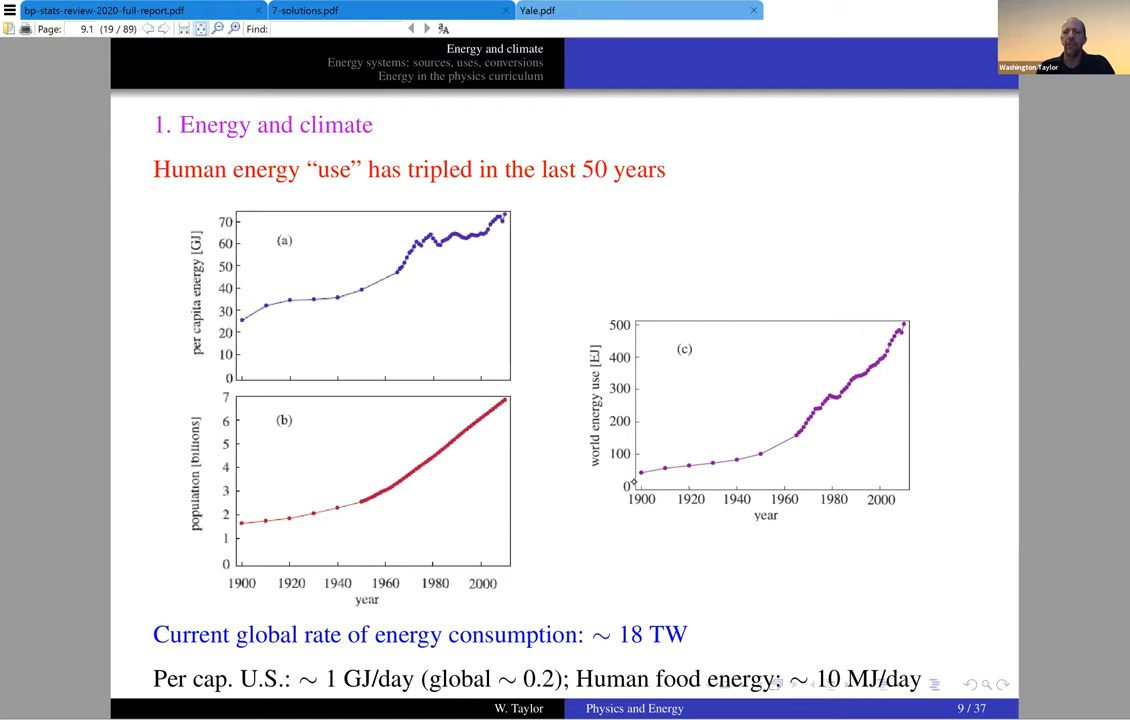 bp-stats-review-2020-full-report.pdf × 7-solutions.pdf × Yale.pdf ×
Page: 9.1 (19 / 89) Find:
Washington Taylor
Energy and climate
Energy systems: sources, uses, conversions
Energy in the physics curriculum
1. Energy and climate
Human energy “use” has tripled in the last 50 years
(a)
per capita energy [GJ]
70
60
50
40
30
20
10
0
(b)
population [billions]
7
6
5
4
3
2
1
0
1900 1920 1940 1960 1980 2000
year
(c)
world energy use [EJ]
500
400
300
200
100
0
1900 1920 1940 1960 1980 2000
year
Current global rate of energy consumption: ∼ 18 TW
Per cap. U.S.: ∼ 1 GJ/day (global ∼ 0.2); Human food energy: ∼ 10 MJ/day
W. Taylor Physics and Energy 9 / 37